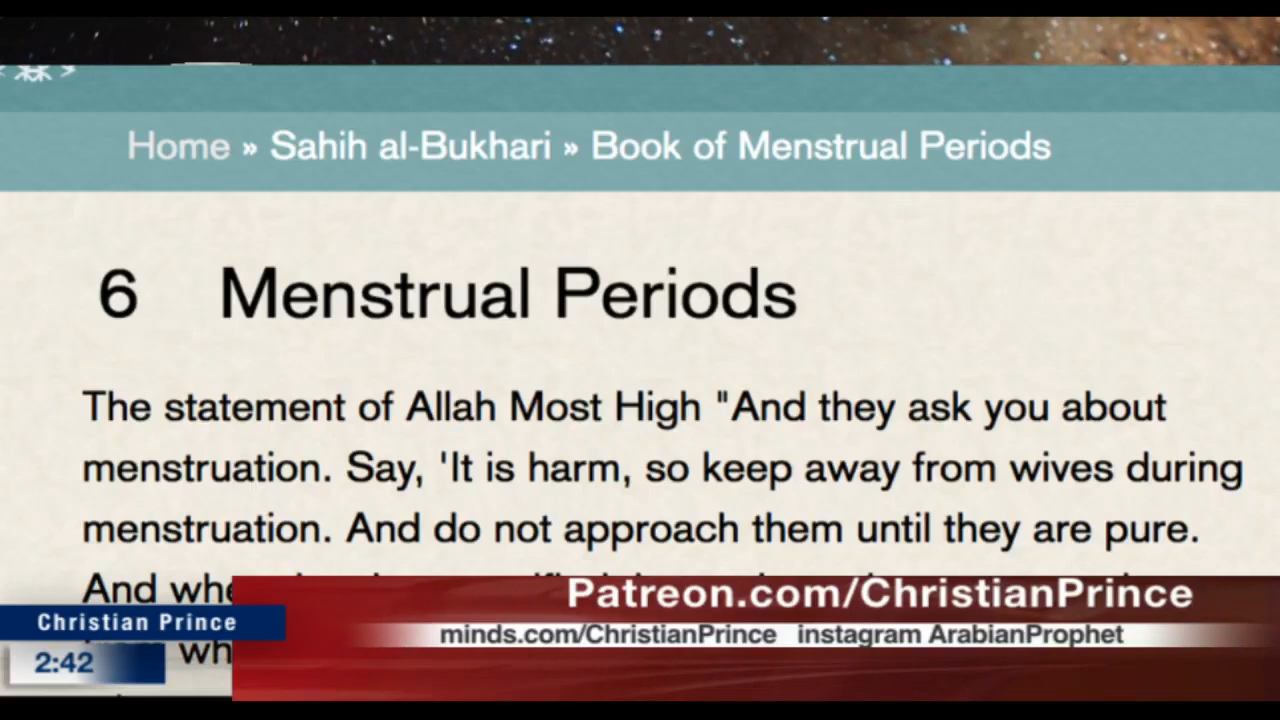 Home » Sahih al-Bukhari » Book of Menstrual Periods
6 Menstrual Periods
The statement of Allah Most High "And they ask you about
menstruation. Say, 'It is harm, so keep away from wives during
menstruation. And do not approach them until they are pure.
And
Patreon.com/ChristianPrince
Christian Prince
minds.com/ChristianPrince instagram ArabianProphet
2:42